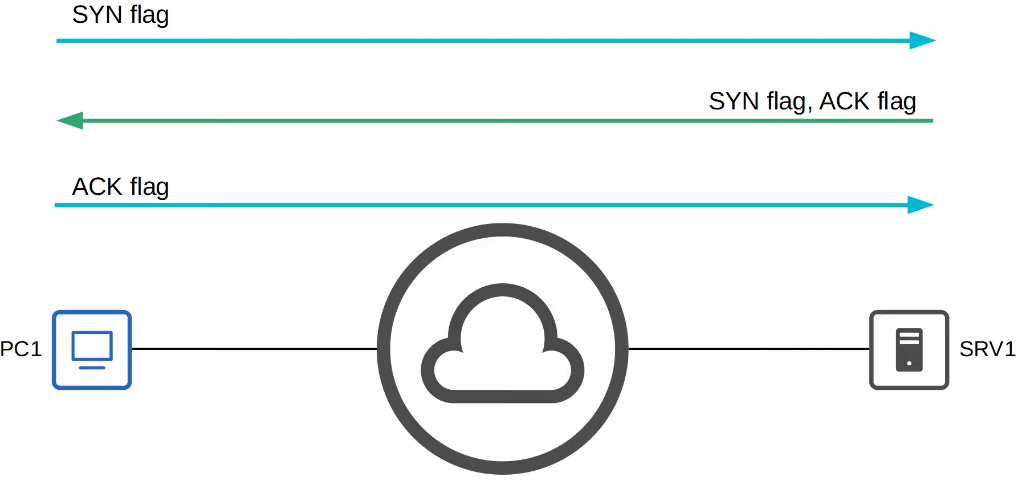 SYN flag
SYN flag, ACK flag
ACK flag
PC1
SRV1